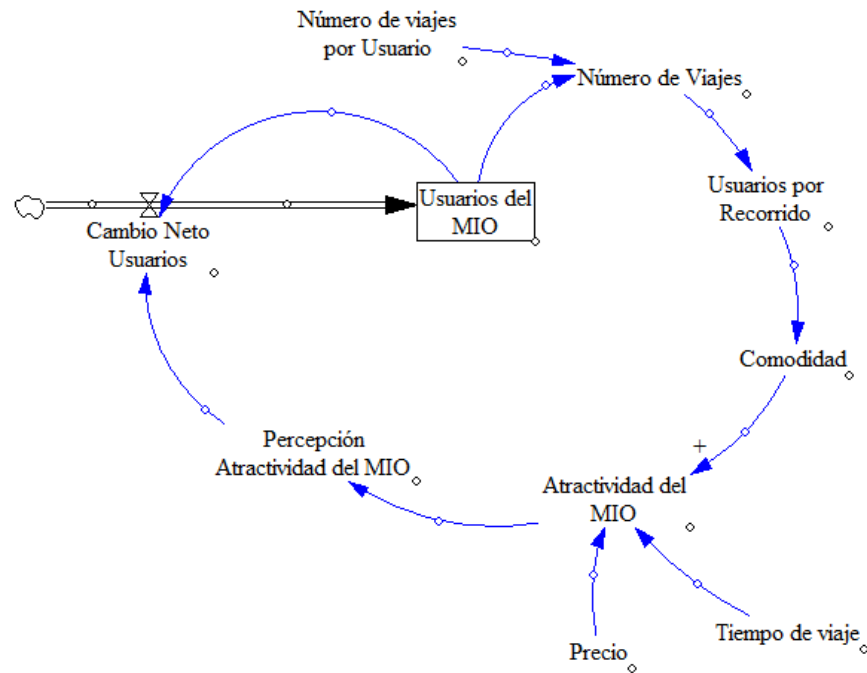 Número de viajes
por Usuario
Número de Viajes
Usuarios del
MIO
Usuarios por
Recorrido
Cambio Neto
Usuarios
Comodidad
+
Percepción
Atractividad del MIO
Atractividad del
MIO
Precio
Tiempo de viaje